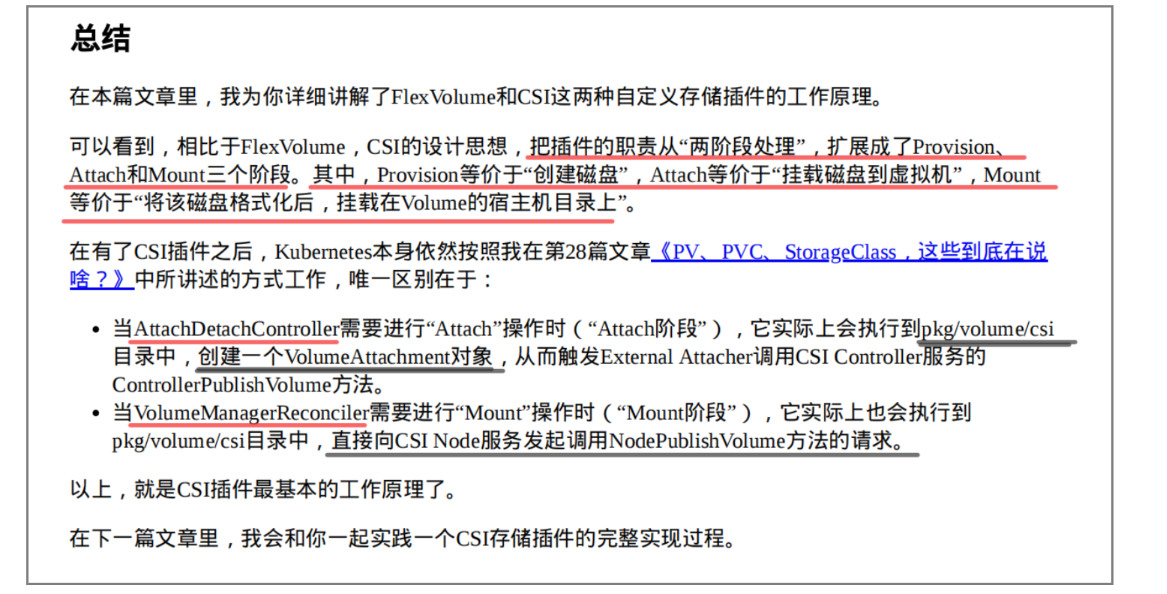 总结
在本篇文章里，我为你详细讲解了FlexVolume和CSI这两种自定义存储插件的工作原理。
可以看到，相比于FlexVolume，CSI的设计思想，把插件的职责从“两阶段处理”，扩展成了Provision、
Attach和Mount三个阶段。其中，Provision等价于“创建磁盘”，Attach等价于“挂载磁盘到虚拟机”，Mount
等价于“将该磁盘格式化后，挂载在Volume的宿主机目录上”。
在有了CSI插件之后，Kubernetes本身依然按照我在第28篇文章《PV、PVC、StorageClass，这些到底在说
啥？》中所讲述的方式工作，唯一区别在于：
• 当AttachDetachController需要进行“Attach”操作时（“Attach阶段”），它实际上会执行到pkg/volume/csi
目录中，创建一个VolumeAttachment对象，从而触发External Attacher调用CSI Controller服务的
ControllerPublishVolume方法。
• 当VolumeManagerReconciler需要进行“Mount”操作时（“Mount阶段”），它实际上也会执行到
pkg/volume/csi目录中，直接向CSI Node服务发起调用NodePublishVolume方法的请求。
以上，就是CSI插件最基本的工作原理了。
在下一篇文章里，我会和你一起实践一个CSI存储插件的完整实现过程。